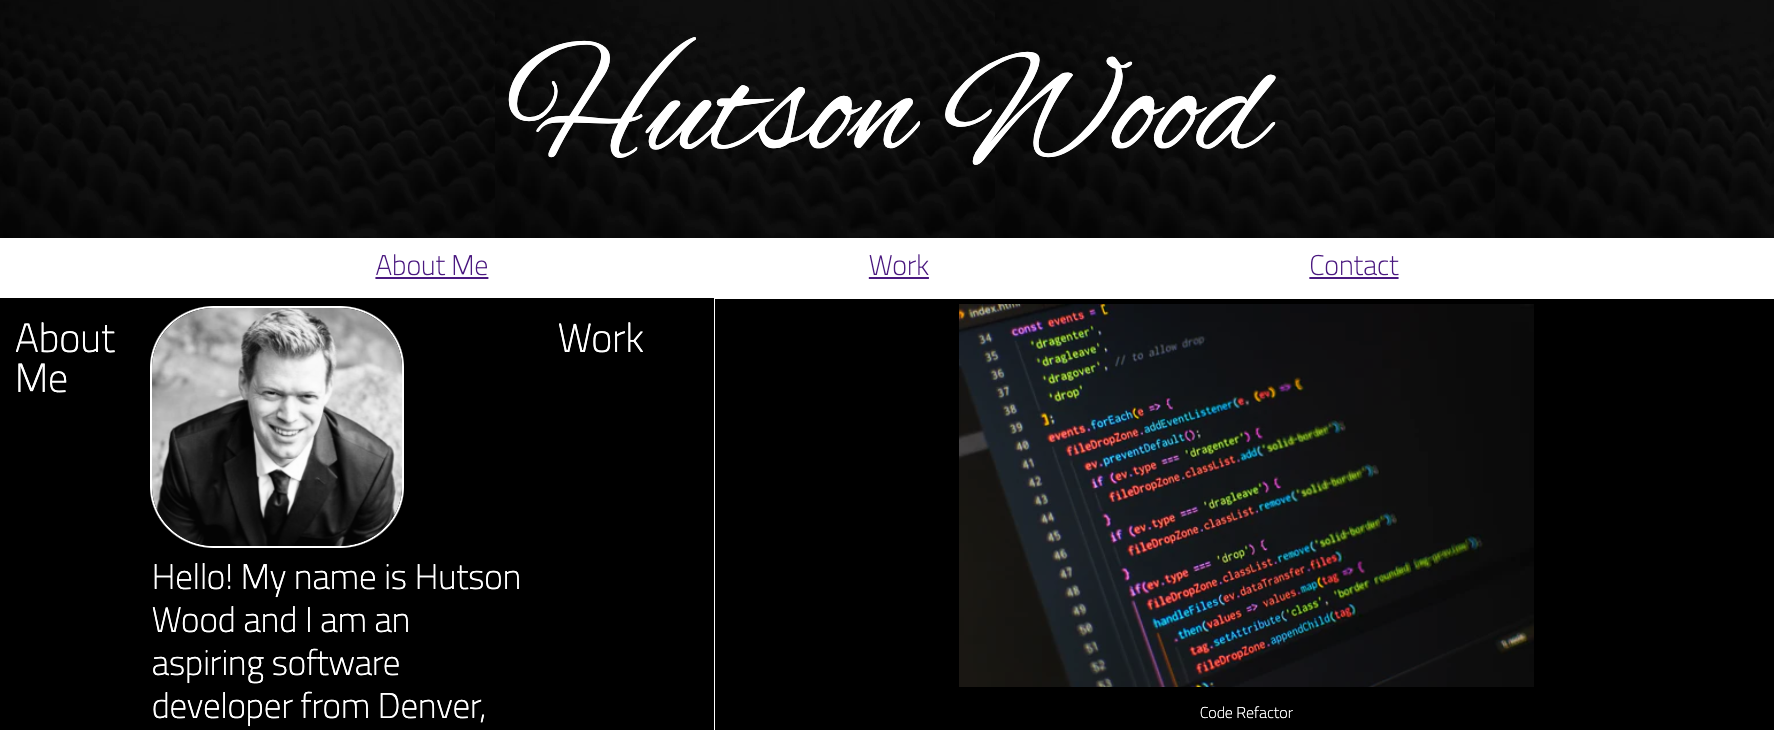 Hutson Wood
About Me
Work
Contact
About
Me
Work
Hello! My name is Hutson
Wood and I am an
aspiring software
developer from Denver,
34 const events = [
35 'dragenter',
36 'dragleave',
37 'dragover', // to allow drop
38 'drop'
39 ];
40 events.forEach(e => {
41 fileDropZone.addEventListener(e, (ev) => {
42 ev.preventDefault();
43 if (ev.type === 'dragenter') {
44 fileDropZone.classList.add('solid-border');
45 }
46 if (ev.type === 'dragleave') {
47 fileDropZone.classList.remove('solid-border');
48 }
49 if(ev.type === 'drop') {
50 fileDropZone.classList.remove('solid-border');
51 handleFiles(ev.dataTransfer.files)
52 .then(values => values.map(tag => {
53 tag.setAttribute('class', 'border rounded img-preview');
fileDropZone.appendChild(tag)
Code Refactor